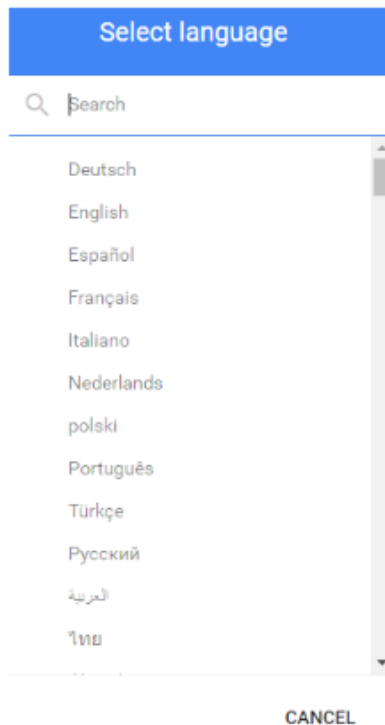 Select language
Search
Deutsch
English
Español
Français
Italiano
Nederlands
polski
Português
Türkçe
Русский
العربية
ไทย
CANCEL